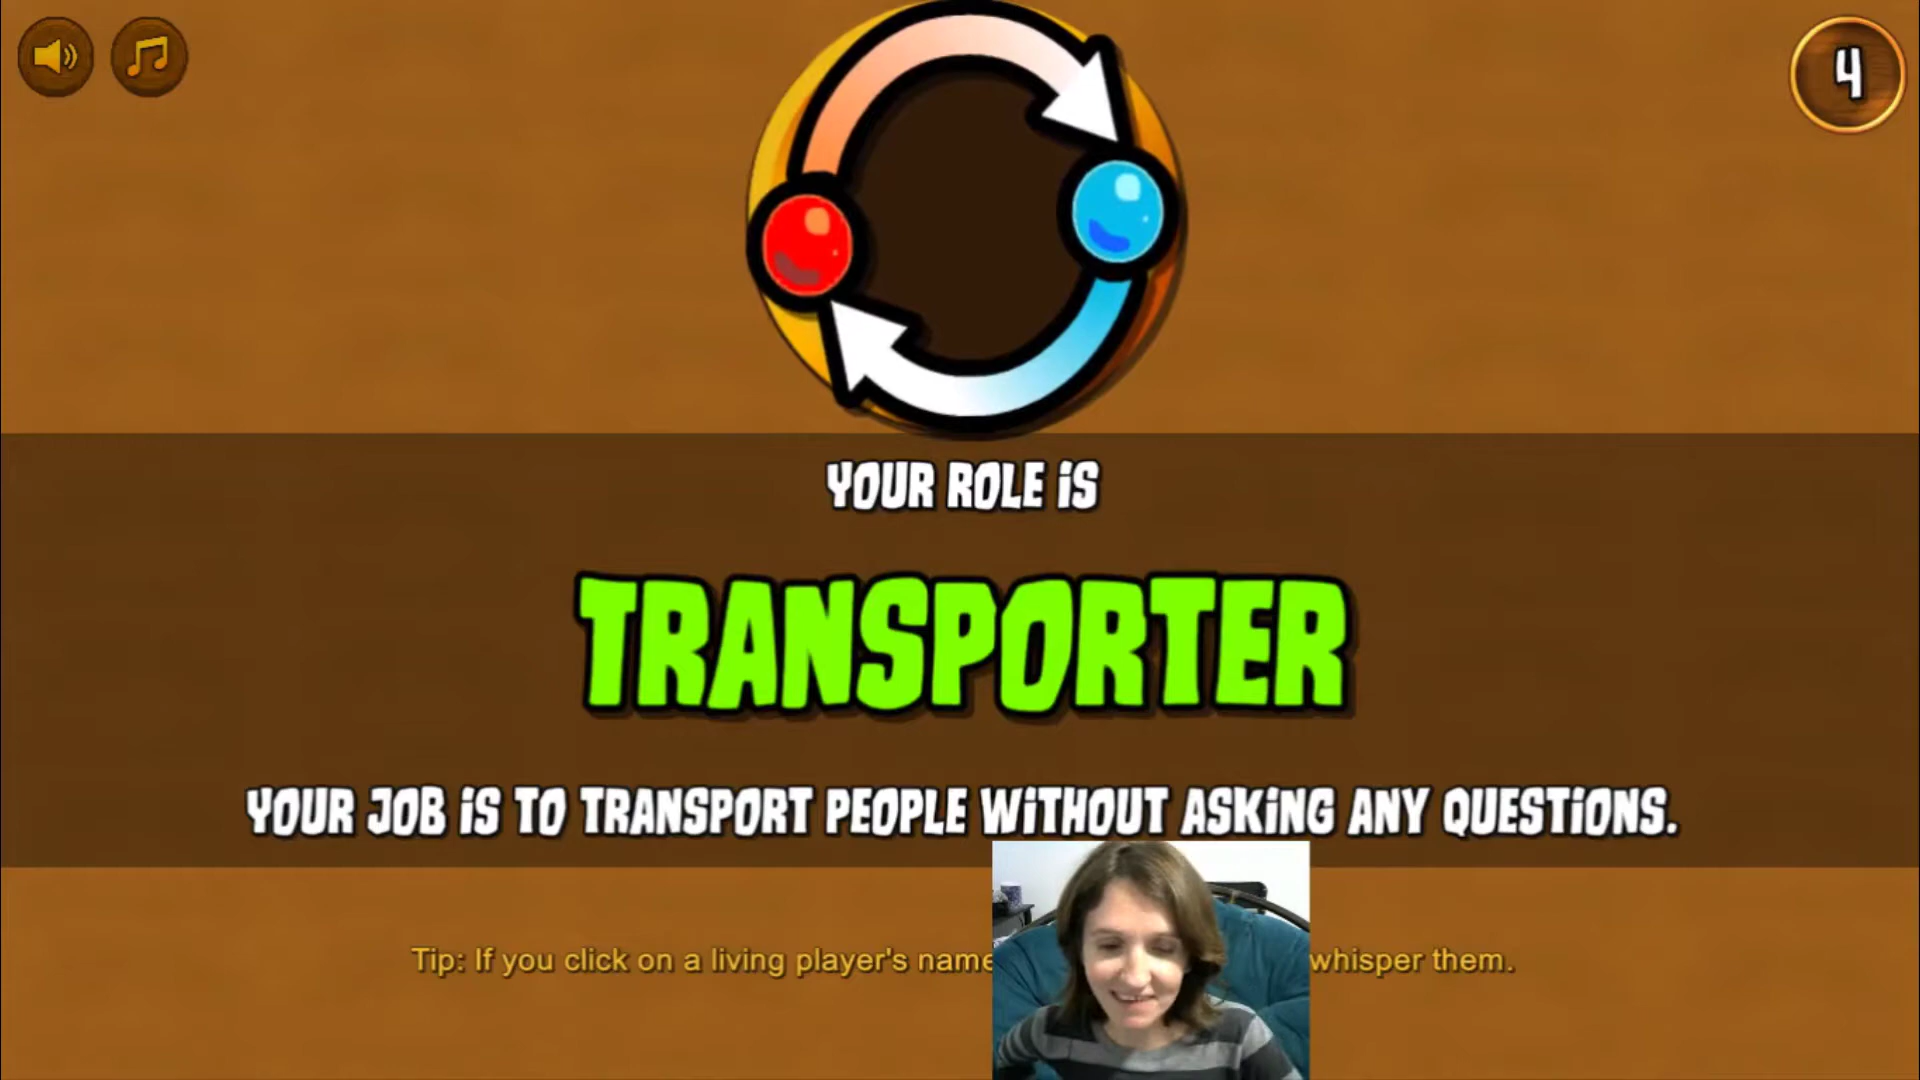 4
YOUR ROLE IS
TRANSPORTER
YOUR JOB IS TO TRANSPORT PEOPLE WITHOUT ASKING ANY QUESTIONS.
Tip: If you click on a living player's name whisper them.